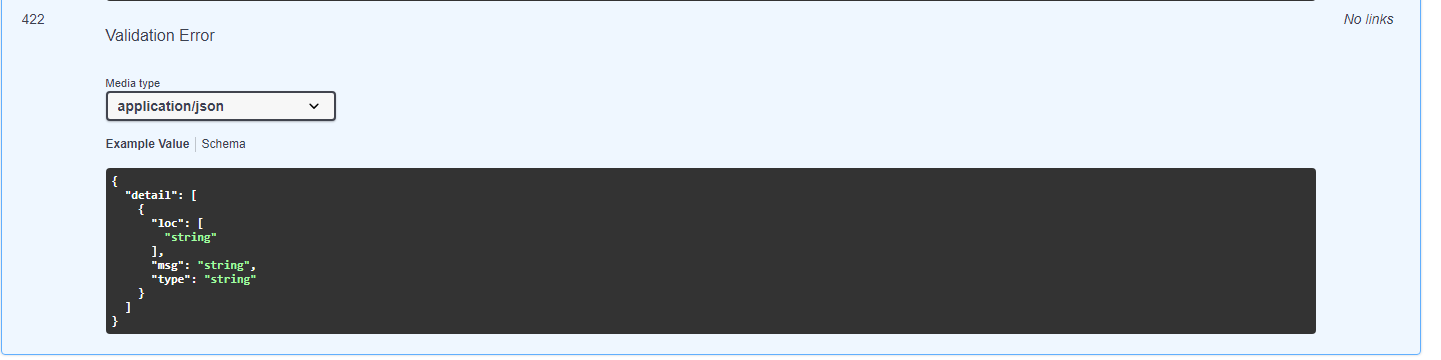 422
No links
Validation Error
Media type
application/json
Example Value Schema
{
"detail": [
{
"loc": [
"string"
],
"msg": "string",
"type": "string"
}
]
}